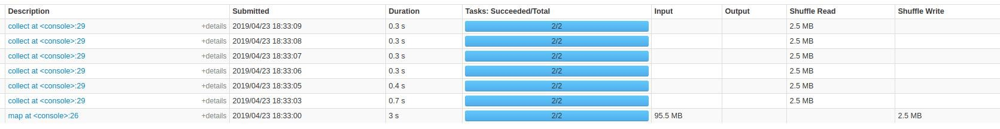 Description Submitted Duration Tasks: Succeeded/Total Input Output Shuffle Read Shuffle Write
collect at <console>:29 +details 2019/04/23 18:33:09 0.3 s 2/2 2.5 MB
collect at <console>:29 +details 2019/04/23 18:33:08 0.3 s 2/2 2.5 MB
collect at <console>:29 +details 2019/04/23 18:33:07 0.3 s 2/2 2.5 MB
collect at <console>:29 +details 2019/04/23 18:33:06 0.3 s 2/2 2.5 MB
collect at <console>:29 +details 2019/04/23 18:33:05 0.4 s 2/2 2.5 MB
collect at <console>:29 +details 2019/04/23 18:33:03 0.7 s 2/2 2.5 MB
map at <console>:26 +details 2019/04/23 18:33:00 3 s 2/2 95.5 MB 2.5 MB